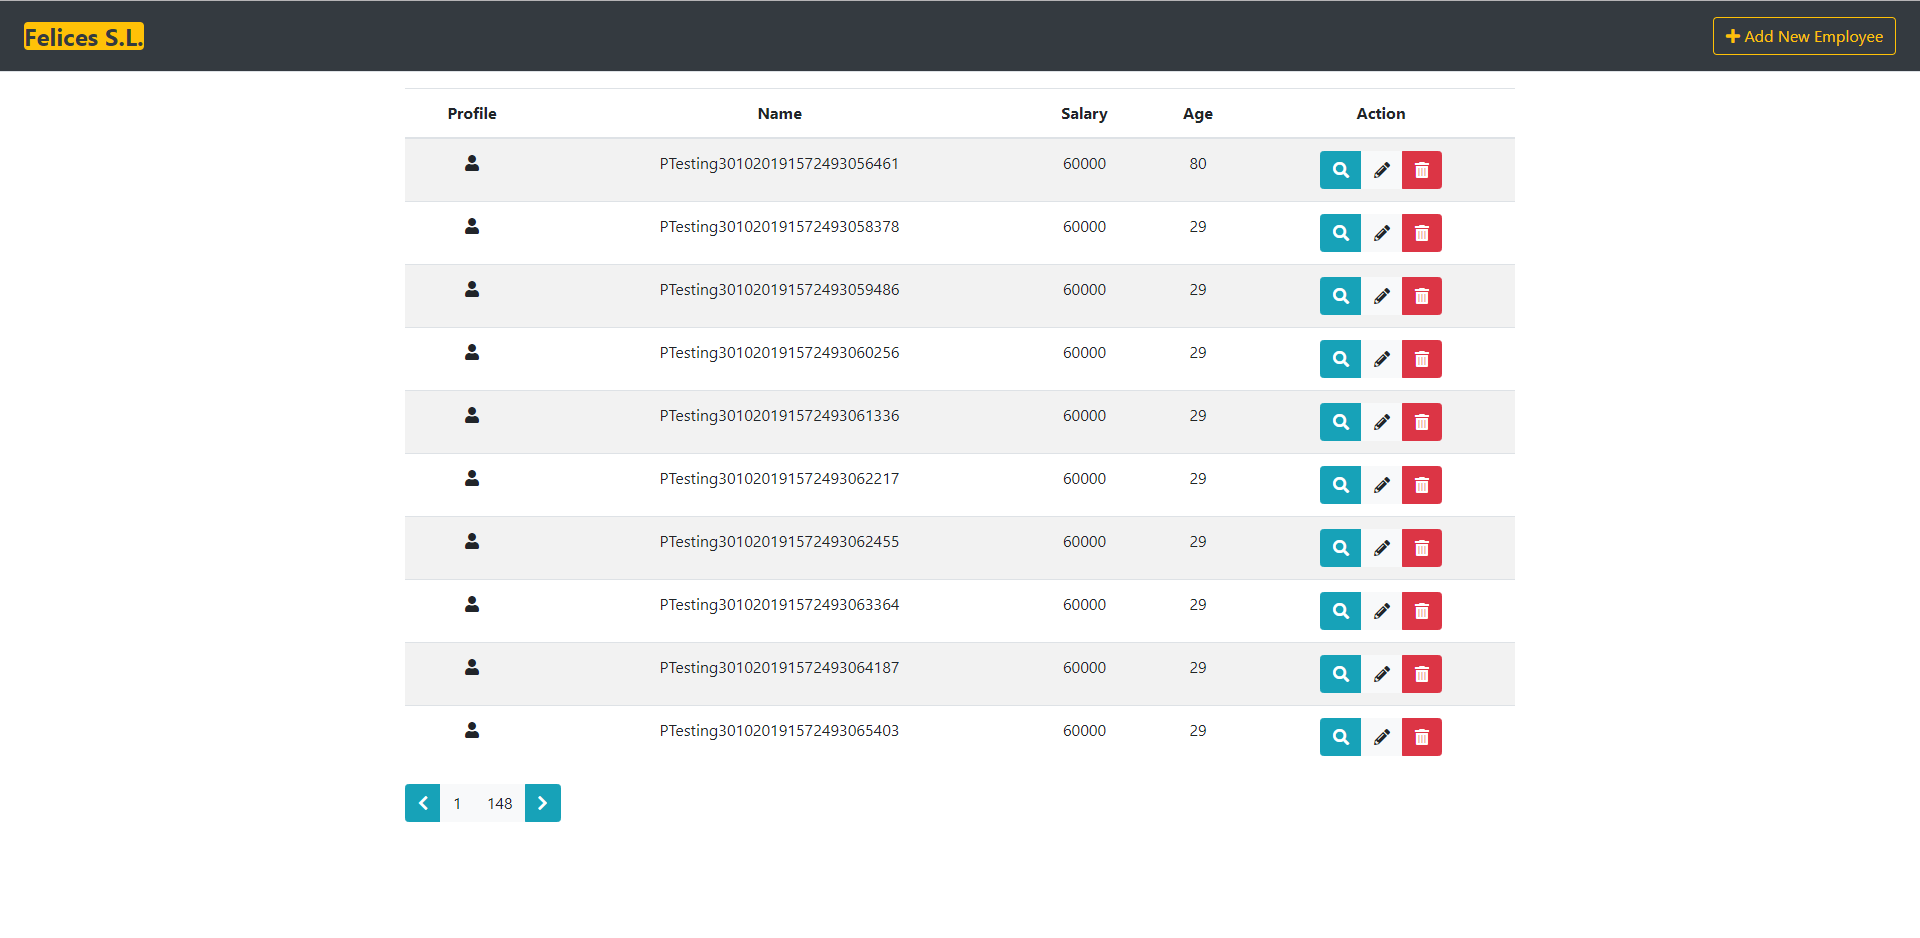 Felices S.L.
Add New Employee
Profile Name Salary Age Action
PTesting301020191572493056461 60000 80
PTesting301020191572493058378 60000 29
PTesting301020191572493059486 60000 29
PTesting301020191572493060256 60000 29
PTesting301020191572493061336 60000 29
PTesting301020191572493062217 60000 29
PTesting301020191572493062455 60000 29
PTesting301020191572493063364 60000 29
PTesting301020191572493064187 60000 29
PTesting301020191572493065403 60000 29
1 148